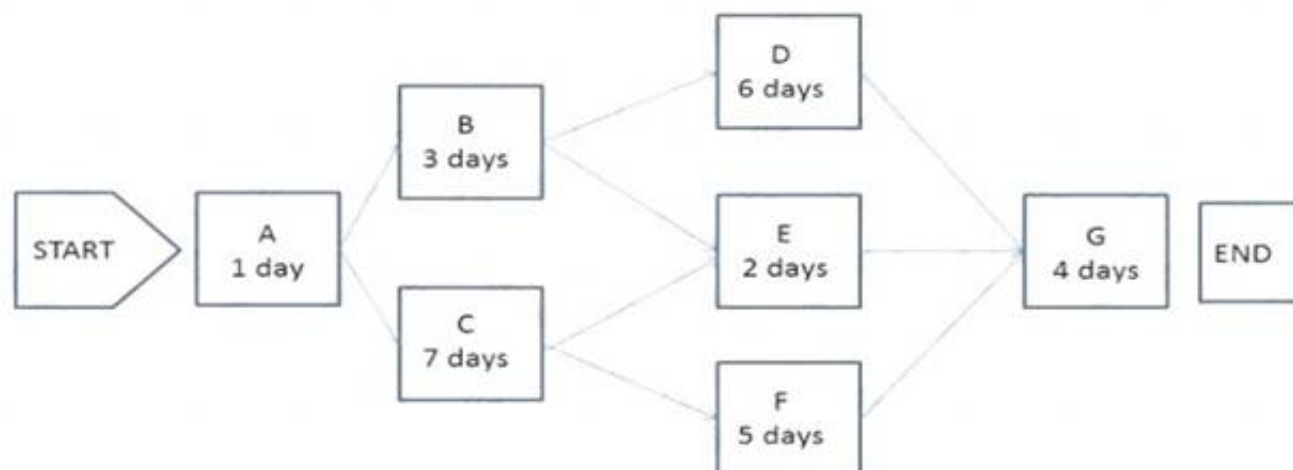 START
A
1 day
B
3 days
C
7 days
D
6 days
E
2 days
F
5 days
G
4 days
END